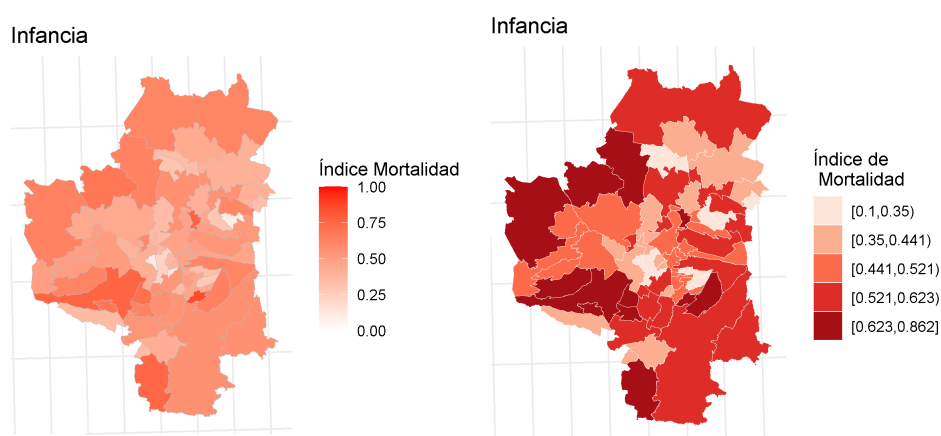 Infancia
Índice Mortalidad
1.00
0.75
0.50
0.25
0.00
Infancia
Índice de
Mortalidad
[0.1,0.35)
[0.35,0.441)
[0.441,0.521)
[0.521,0.623)
[0.623,0.862]